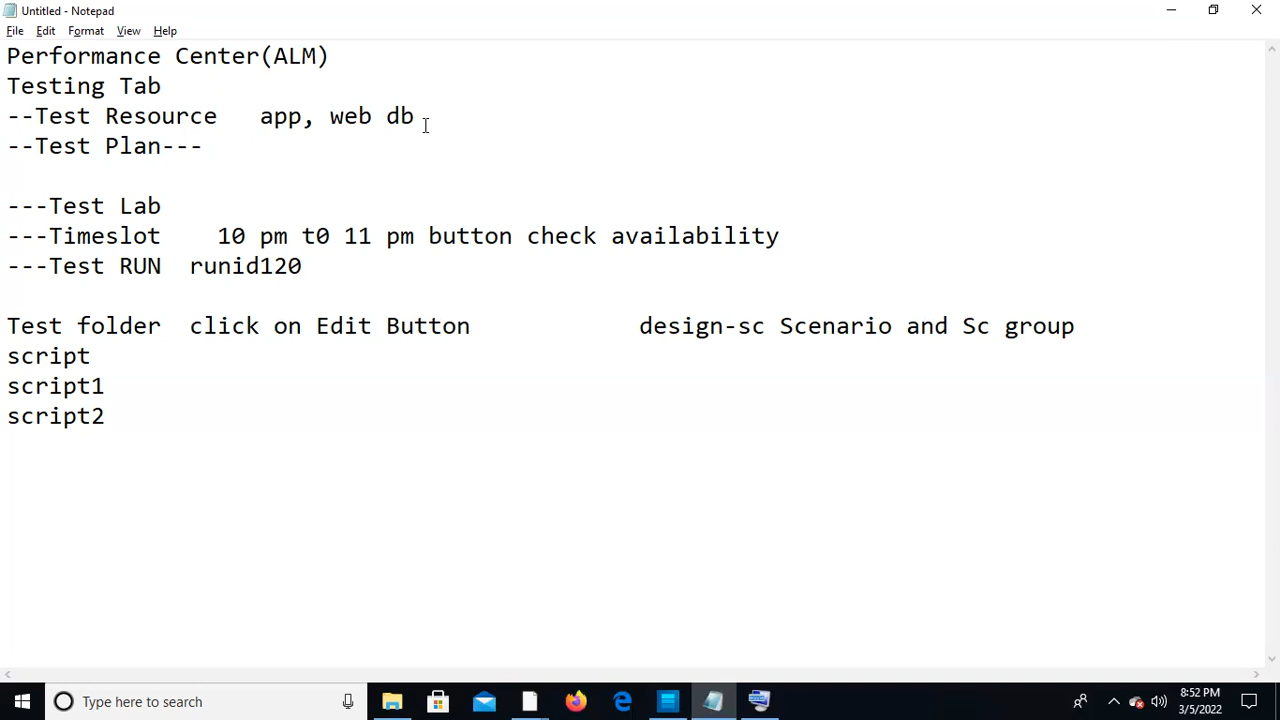 Untitled - Notepad
File Edit Format View Help
Performance Center(ALM)
Testing Tab
--Test Resource   app, web db
--Test Plan---
---Test Lab
---Timeslot    10 pm t0 11 pm button check availability
---Test RUN  runid120
Test folder  click on Edit Button            design-sc Scenario and Sc group
script
script1
script2
Type here to search
8:52 PM
3/5/2022